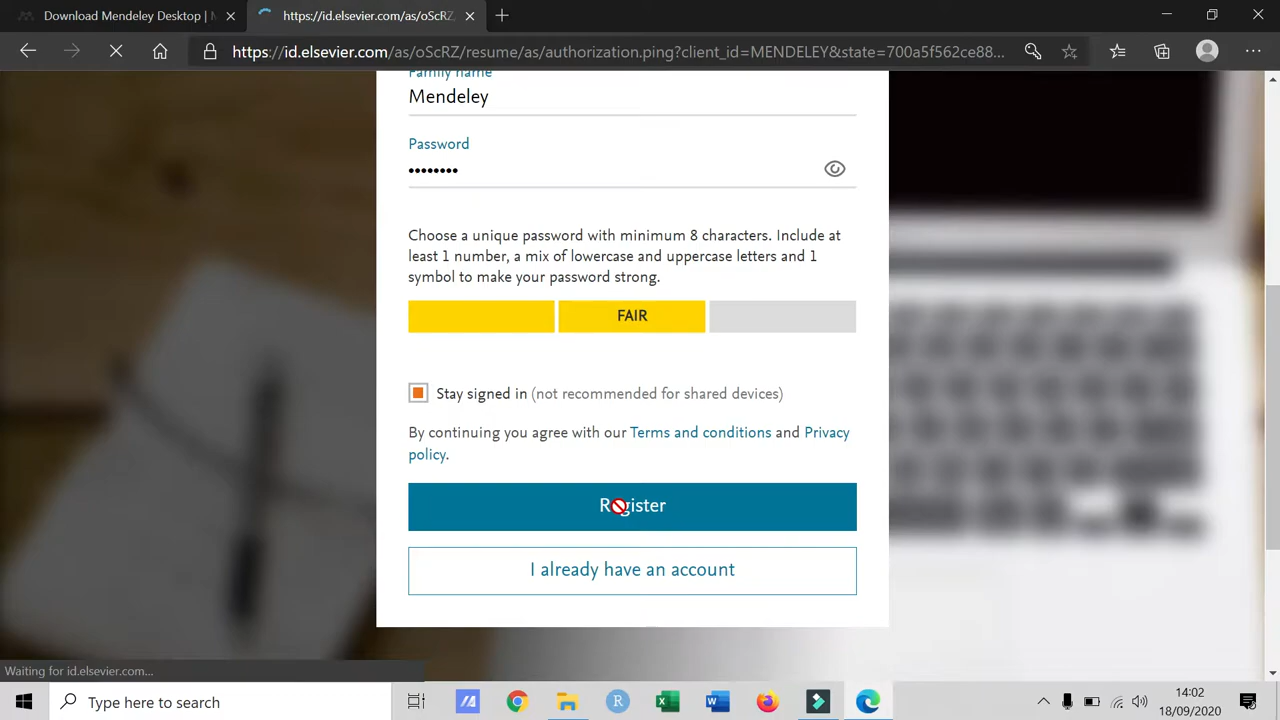 Download Mendeley Desktop |
https://id.elsevier.com/as/oScRZ
https://id.elsevier.com/as/oScRZ/resume/as/authorization.ping?client_id=MENDELEY&state=700a5f562ce88...
Family name
Mendeley
Password
••••••••
Choose a unique password with minimum 8 characters. Include at
least 1 number, a mix of lowercase and uppercase letters and 1
symbol to make your password strong.
FAIR
Stay signed in (not recommended for shared devices)
By continuing you agree with our Terms and conditions and Privacy
policy.
Register
I already have an account
Waiting for id.elsevier.com...
Type here to search
14:02
18/09/2020